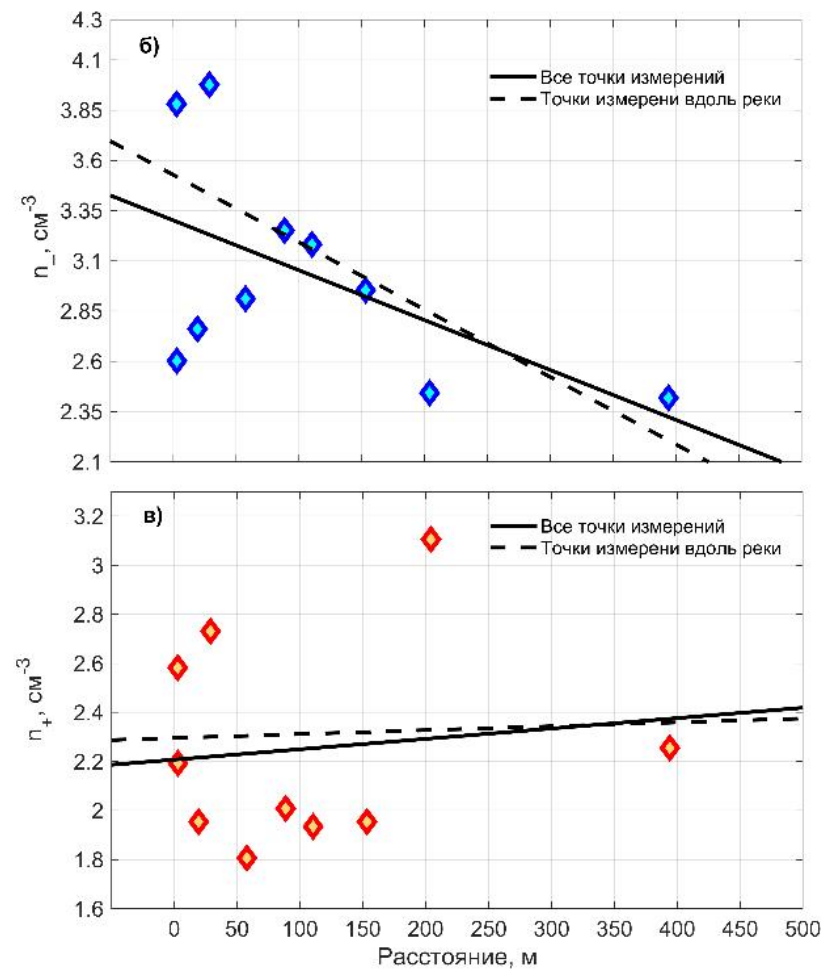 б)
Все точки измерений
Точки измерени вдоль реки
4.3
4.1
3.85
3.6
3.35
3.1
2.85
2.6
2.35
2.1
n_, см-3
в)
Все точки измерений
Точки измерени вдоль реки
3.2
3
2.8
2.6
2.4
2.2
2
1.8
1.6
n+, см-3
0 50 100 150 200 250 300 350 400 450 500
Расстояние, м